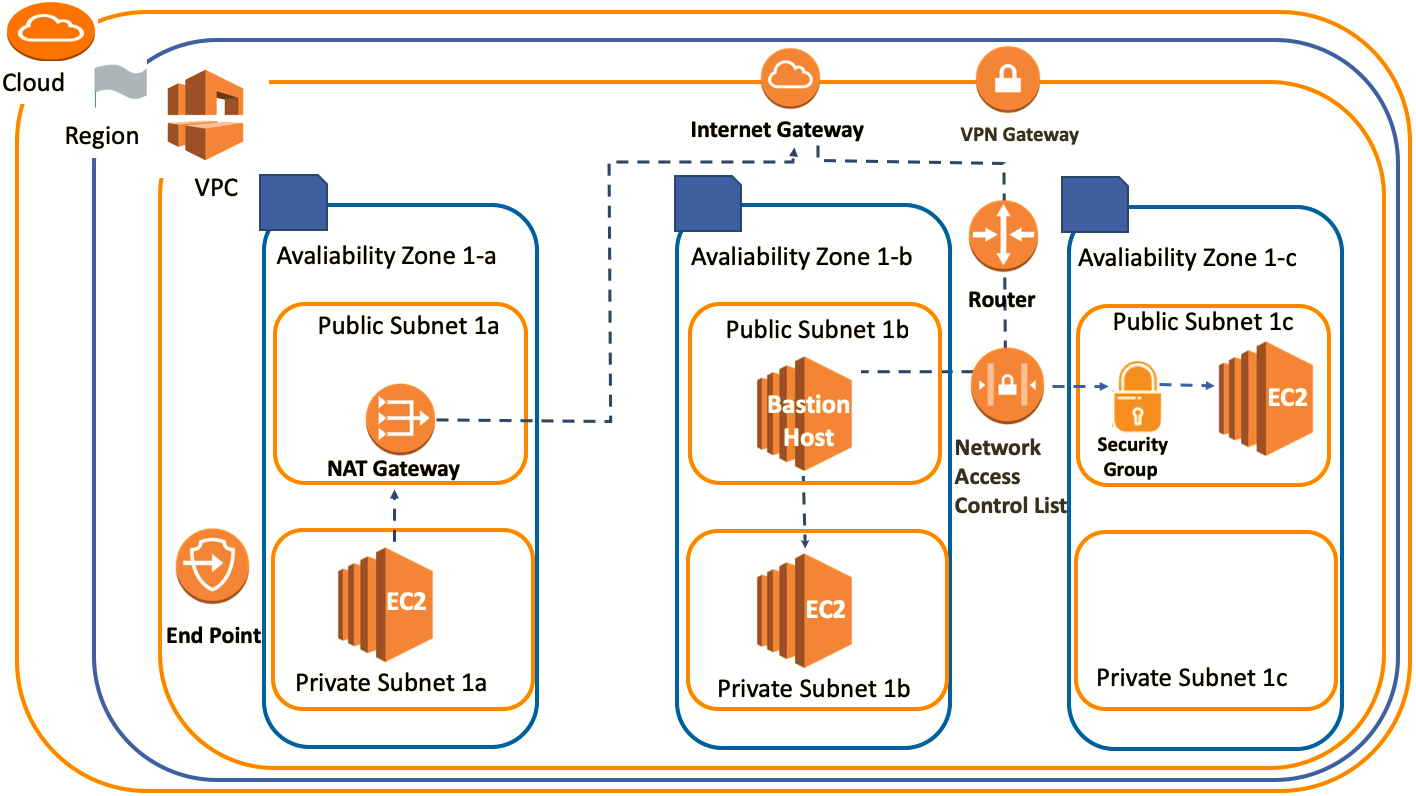 Cloud
Region
VPC
Internet Gateway
VPN Gateway
Avaliability Zone 1-a
Public Subnet 1a
NAT Gateway
EC2
Private Subnet 1a
End Point
Avaliability Zone 1-b
Public Subnet 1b
Bastion
Host
EC2
Private Subnet 1b
Router
Network
Access
Control List
Avaliability Zone 1-c
Public Subnet 1c
Security
Group
EC2
Private Subnet 1c